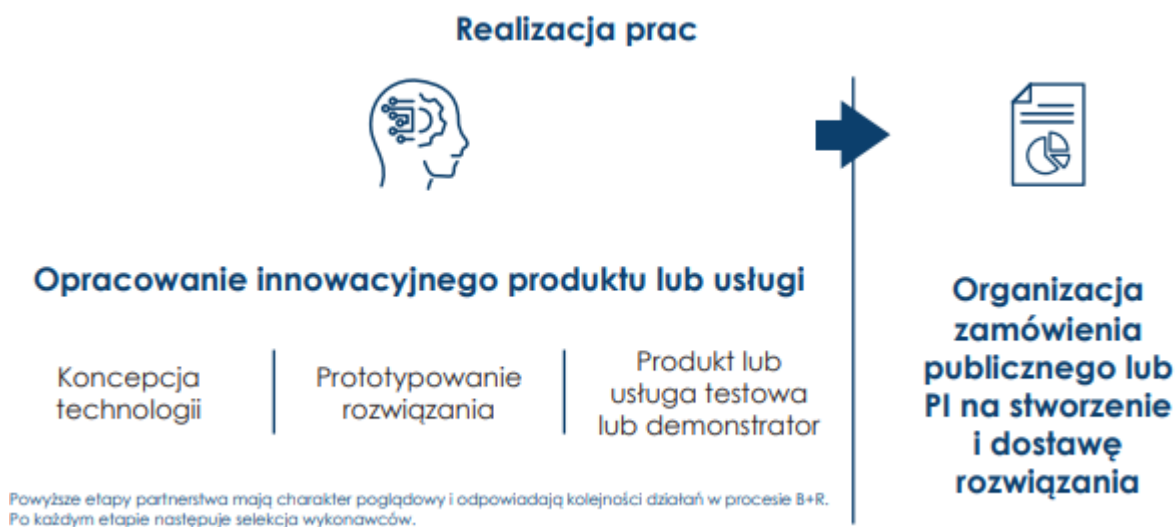 Realizacja prac
Opracowanie innowacyjnego produktu lub usługi
Koncepcja
technologii
Prototypowanie
rozwiązania
Produkt lub
usługa testowa
lub demonstrator
Powyższe etapy partnerstwa mają charakter poglądowy i odpowiadają kolejności działań w procesie B+R.
Po każdym etapie następuje selekcja wykonawców.
Organizacja
zamówienia
publicznego lub
PI na stworzenie
i dostawę
rozwiązania